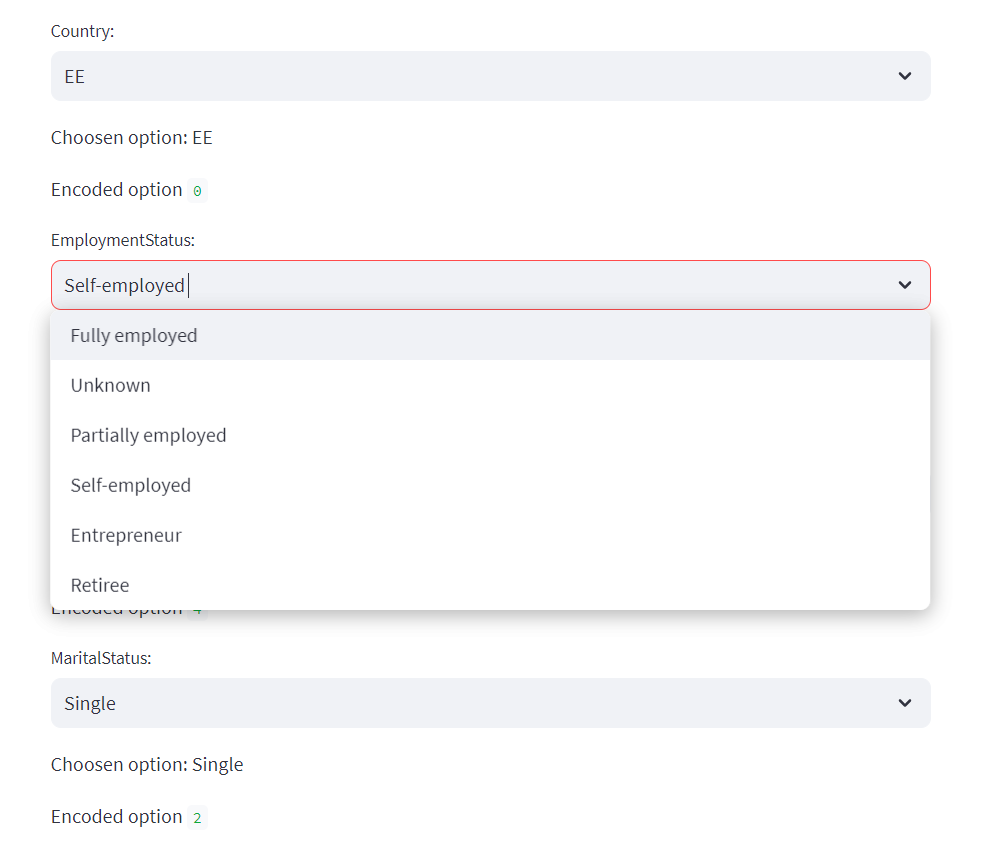 Country:
EE
Choosen option: EE
Encoded option 0
EmploymentStatus:
Self-employed
Fully employed
Unknown
Partially employed
Self-employed
Entrepreneur
Retiree
Encoded option 4
MaritalStatus:
Single
Choosen option: Single
Encoded option 2